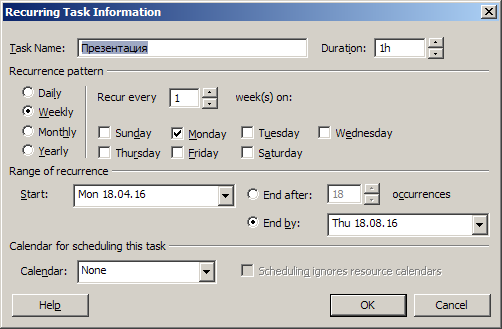 Recurring Task Information
Task Name: Презентация Duration: 1h
Recurrence pattern
Daily
Weekly
Monthly
Yearly
Recur every 1 week(s) on:
Sunday Monday Tuesday Wednesday
Thursday Friday Saturday
Range of recurrence
Start: Mon 18.04.16 End after: 18 occurrences
End by: Thu 18.08.16
Calendar for scheduling this task
Calendar: None Scheduling ignores resource calendars
Help OK Cancel